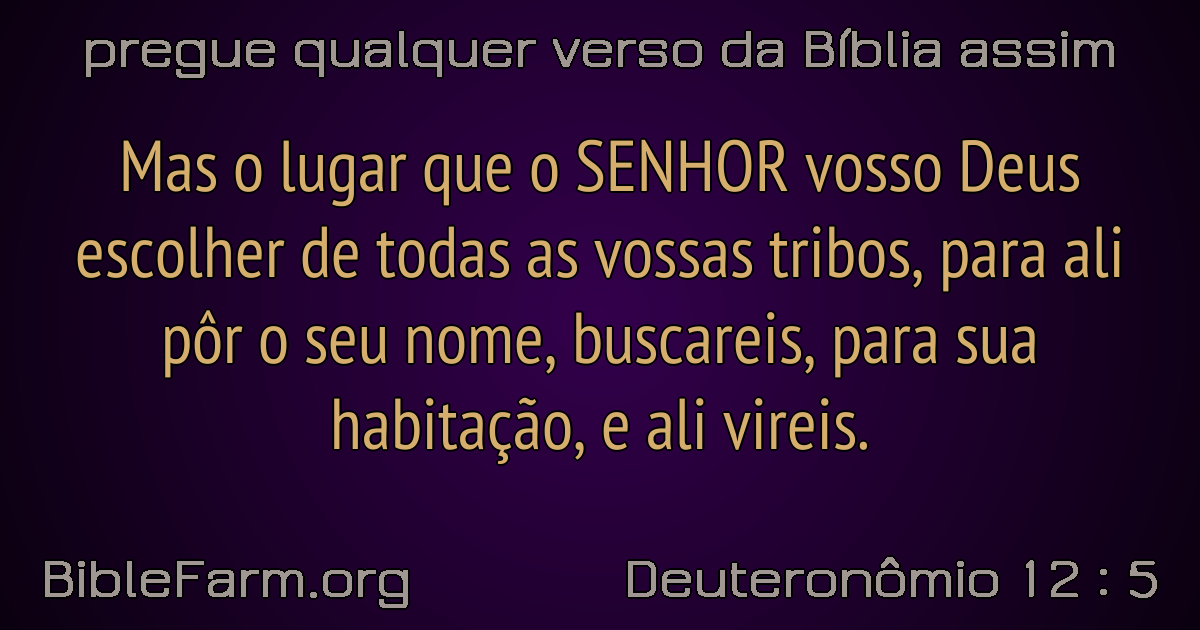 pregue qualquer verso da Bíblia assim
Mas o lugar que o SENHOR vosso Deus
escolher de todas as vossas tribos, para ali
pôr o seu nome, buscareis, para sua
habitação, e ali vireis.
BibleFarm.org
Deuteronômio 12 : 5